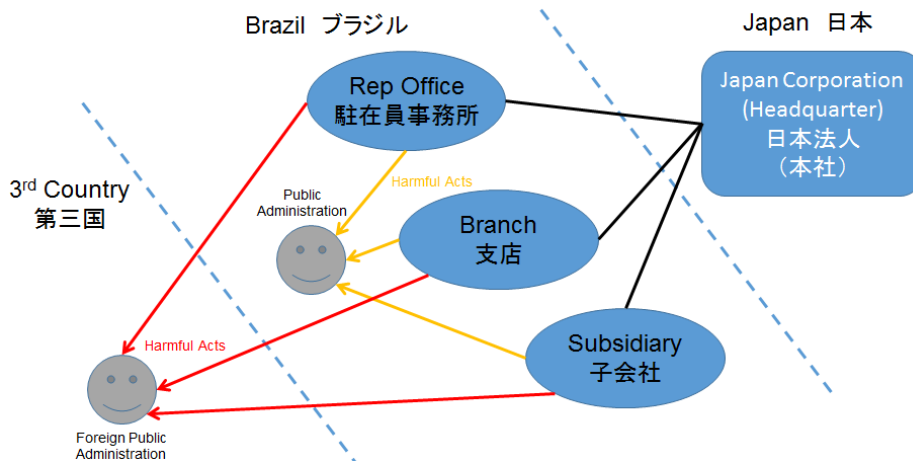 Brazil ブラジル
Japan 日本
Rep Office
駐在員事務所
Japan Corporation
(Headquarter)
日本法人
（本社）
3rd Country
第三国
Harmful Acts
Public
Administration
Branch
支店
Harmful Acts
Subsidiary
子会社
Foreign Public
Administration